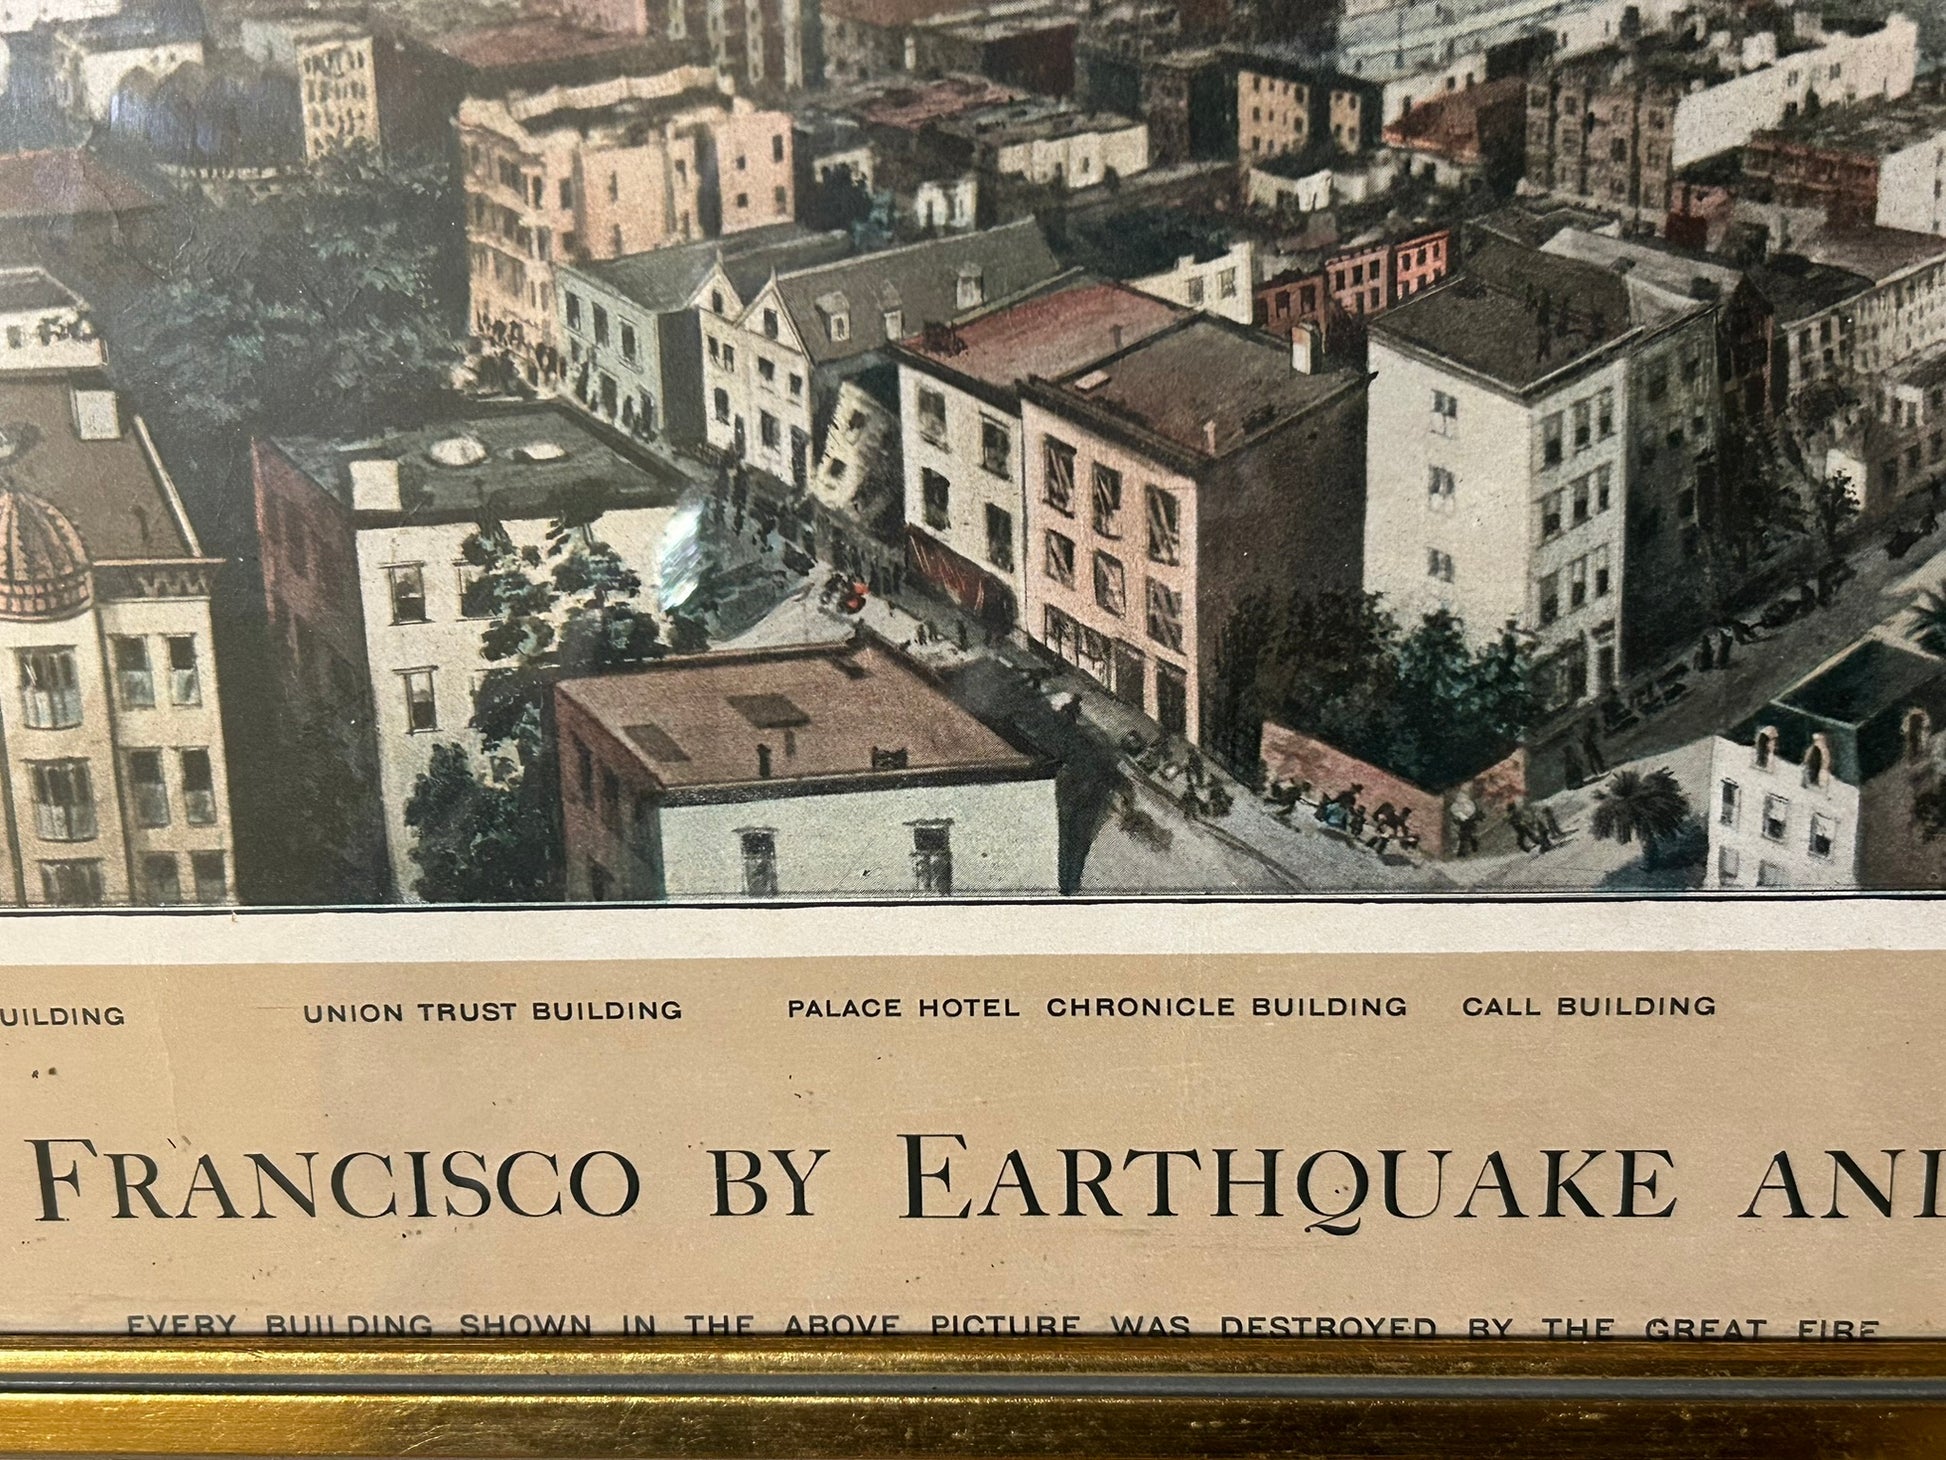 UILDING UNION TRUST BUILDING PALACE HOTEL CHRONICLE BUILDING CALL BUILDING
FRANCISCO BY EARTHQUAKE AN
EVERY BUILDING SHOWN IN THE ABOVE PICTURE WAS DESTROYED BY THE GREAT FIRE